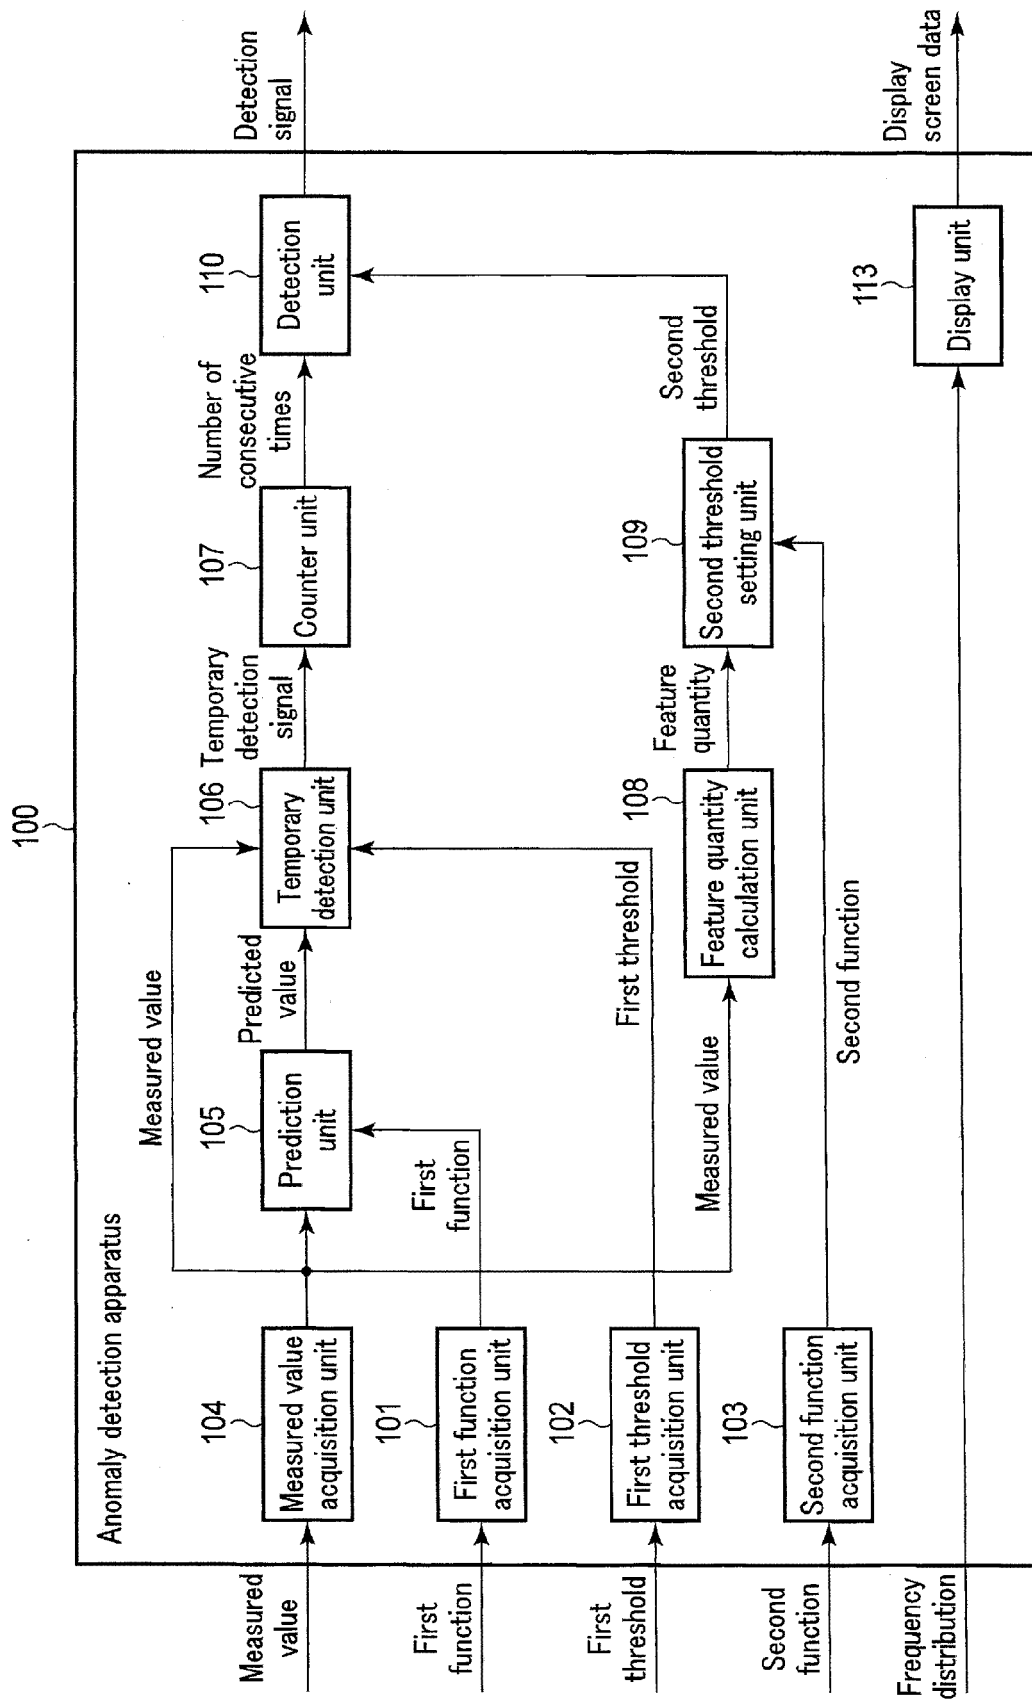 100
Anomaly detection apparatus
Measured
value
104
Measured value
acquisition unit
Measured value
105
Prediction
unit
Predicted
value
106
Temporary
detection unit
Temporary
detection
signal
107
Counter unit
Number of
consecutive
times
110
Detection
unit
Detection
signal
First
function
101
First function
acquisition unit
First
function
First
threshold
102
First threshold
acquisition unit
First threshold
Measured value
108
Feature quantity
calculation unit
Feature
quantity
109
Second threshold
setting unit
Second
threshold
Second
function
103
Second function
acquisition unit
Second function
Frequency
distribution
113
Display unit
Display
screen data